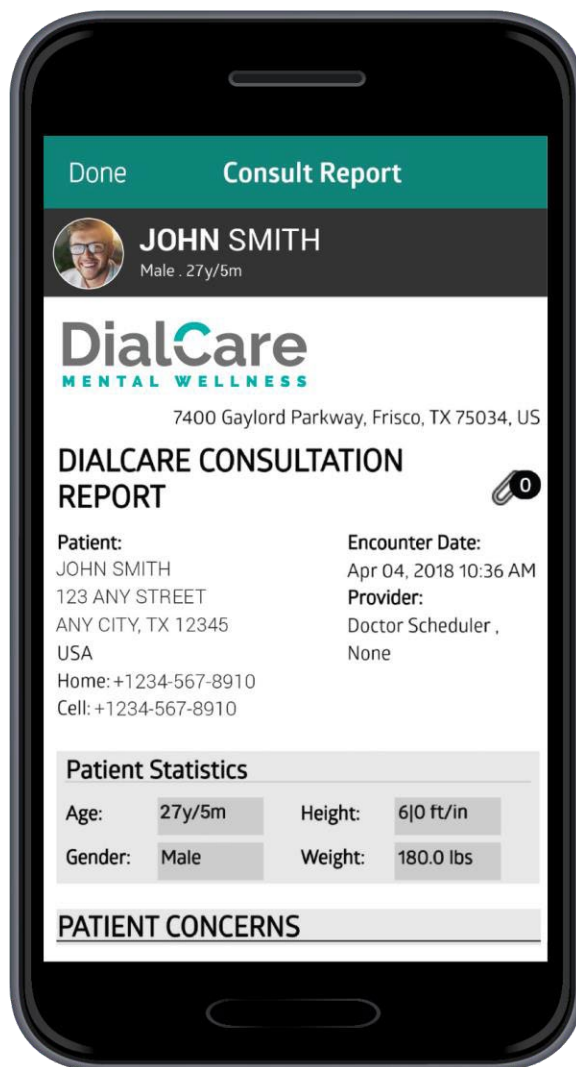 Done
Consult Report
JOHN SMITH
Male . 27y/5m
DialCare
MENTAL WELLNESS
7400 Gaylord Parkway, Frisco, TX 75034, US
DIALCARE CONSULTATION
REPORT
0
Patient:
JOHN SMITH
123 ANY STREET
ANY CITY, TX 12345
USA
Home: +1234-567-8910
Cell: +1234-567-8910
Encounter Date:
Apr 04, 2018 10:36 AM
Provider:
Doctor Scheduler ,
None
Patient Statistics
Age: 27y/5m Height: 6|0 ft/in
Gender: Male Weight: 180.0 lbs
PATIENT CONCERNS